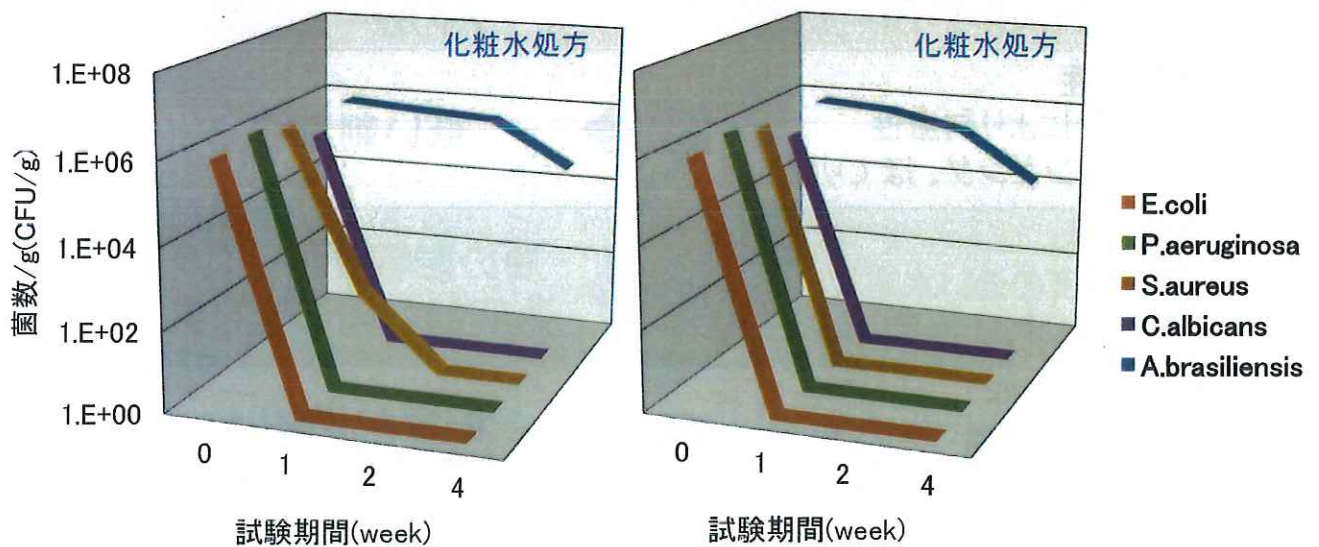 化粧水処方
化粧水処方
1.E+08
1.E+06
1.E+04
1.E+02
1.E+00
菌数/g(CFU/g)
0
1
2
4
試験期間(week)
0
1
2
4
試験期間(week)
E.coli
P.aeruginosa
S.aureus
C.albicans
A.brasiliensis